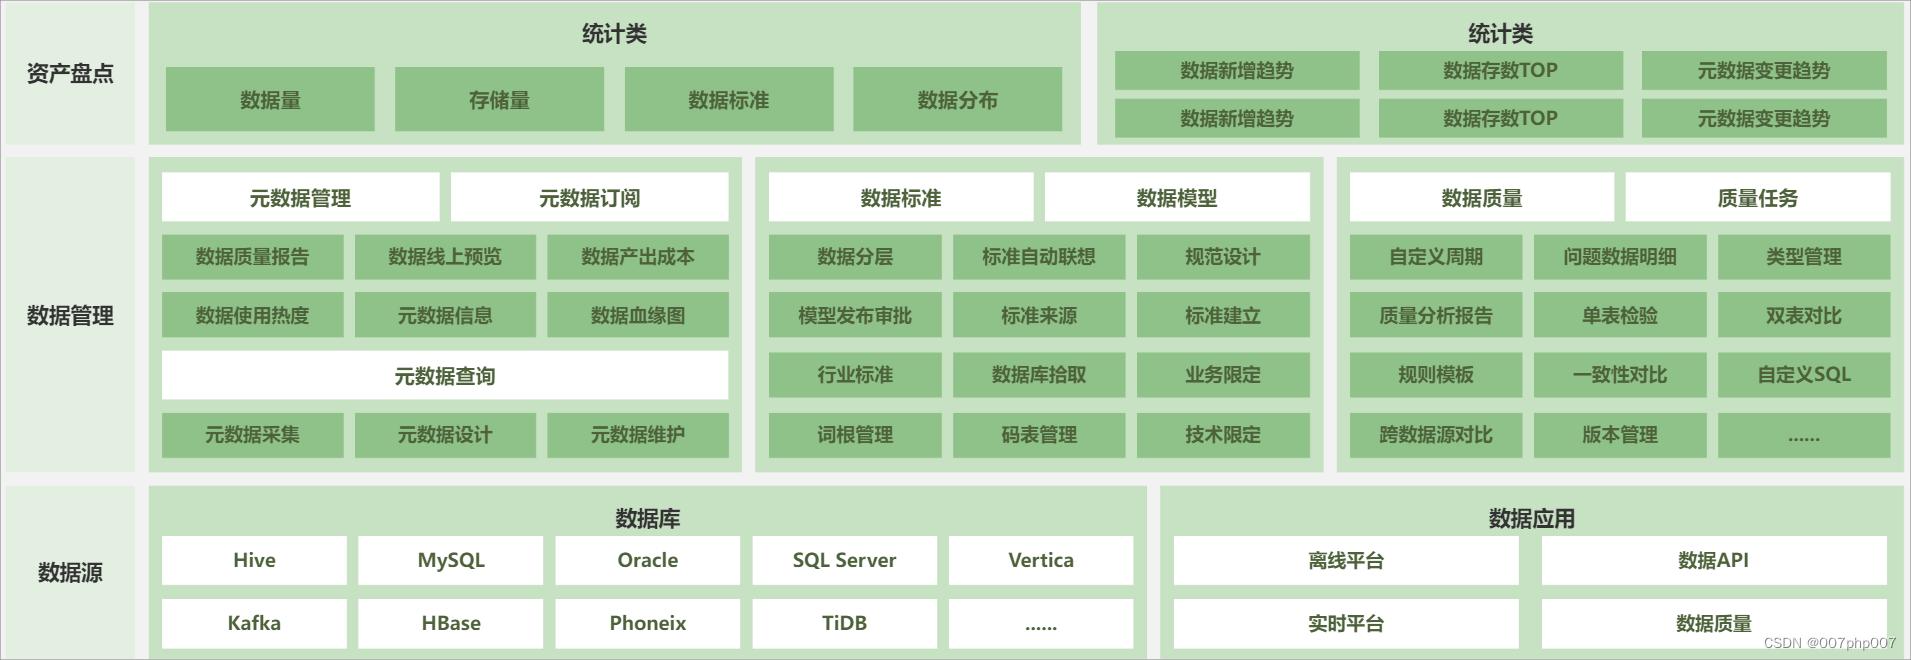 资产盘点
统计类
数据量
存储量
数据标准
数据分布
统计类
数据新增趋势
数据存数TOP
元数据变更趋势
数据新增趋势
数据存数TOP
元数据变更趋势
数据管理
元数据管理
元数据订阅
数据质量报告
数据线上预览
数据产出成本
数据使用热度
元数据信息
数据血缘图
元数据查询
元数据采集
元数据设计
元数据维护
数据标准
数据模型
数据分层
标准自动联想
规范设计
模型发布审批
标准来源
标准建立
行业标准
数据库拾取
业务限定
词根管理
码表管理
技术限定
数据质量
质量任务
自定义周期
问题数据明细
类型管理
质量分析报告
单表检验
双表对比
规则模板
一致性对比
自定义SQL
跨数据源对比
版本管理
......
数据源
数据库
Hive
MySQL
Oracle
SQL Server
Vertica
Kafka
HBase
Phoneix
TiDB
......
数据应用
离线平台
数据API
实时平台
数据质量
CSDN @007php007